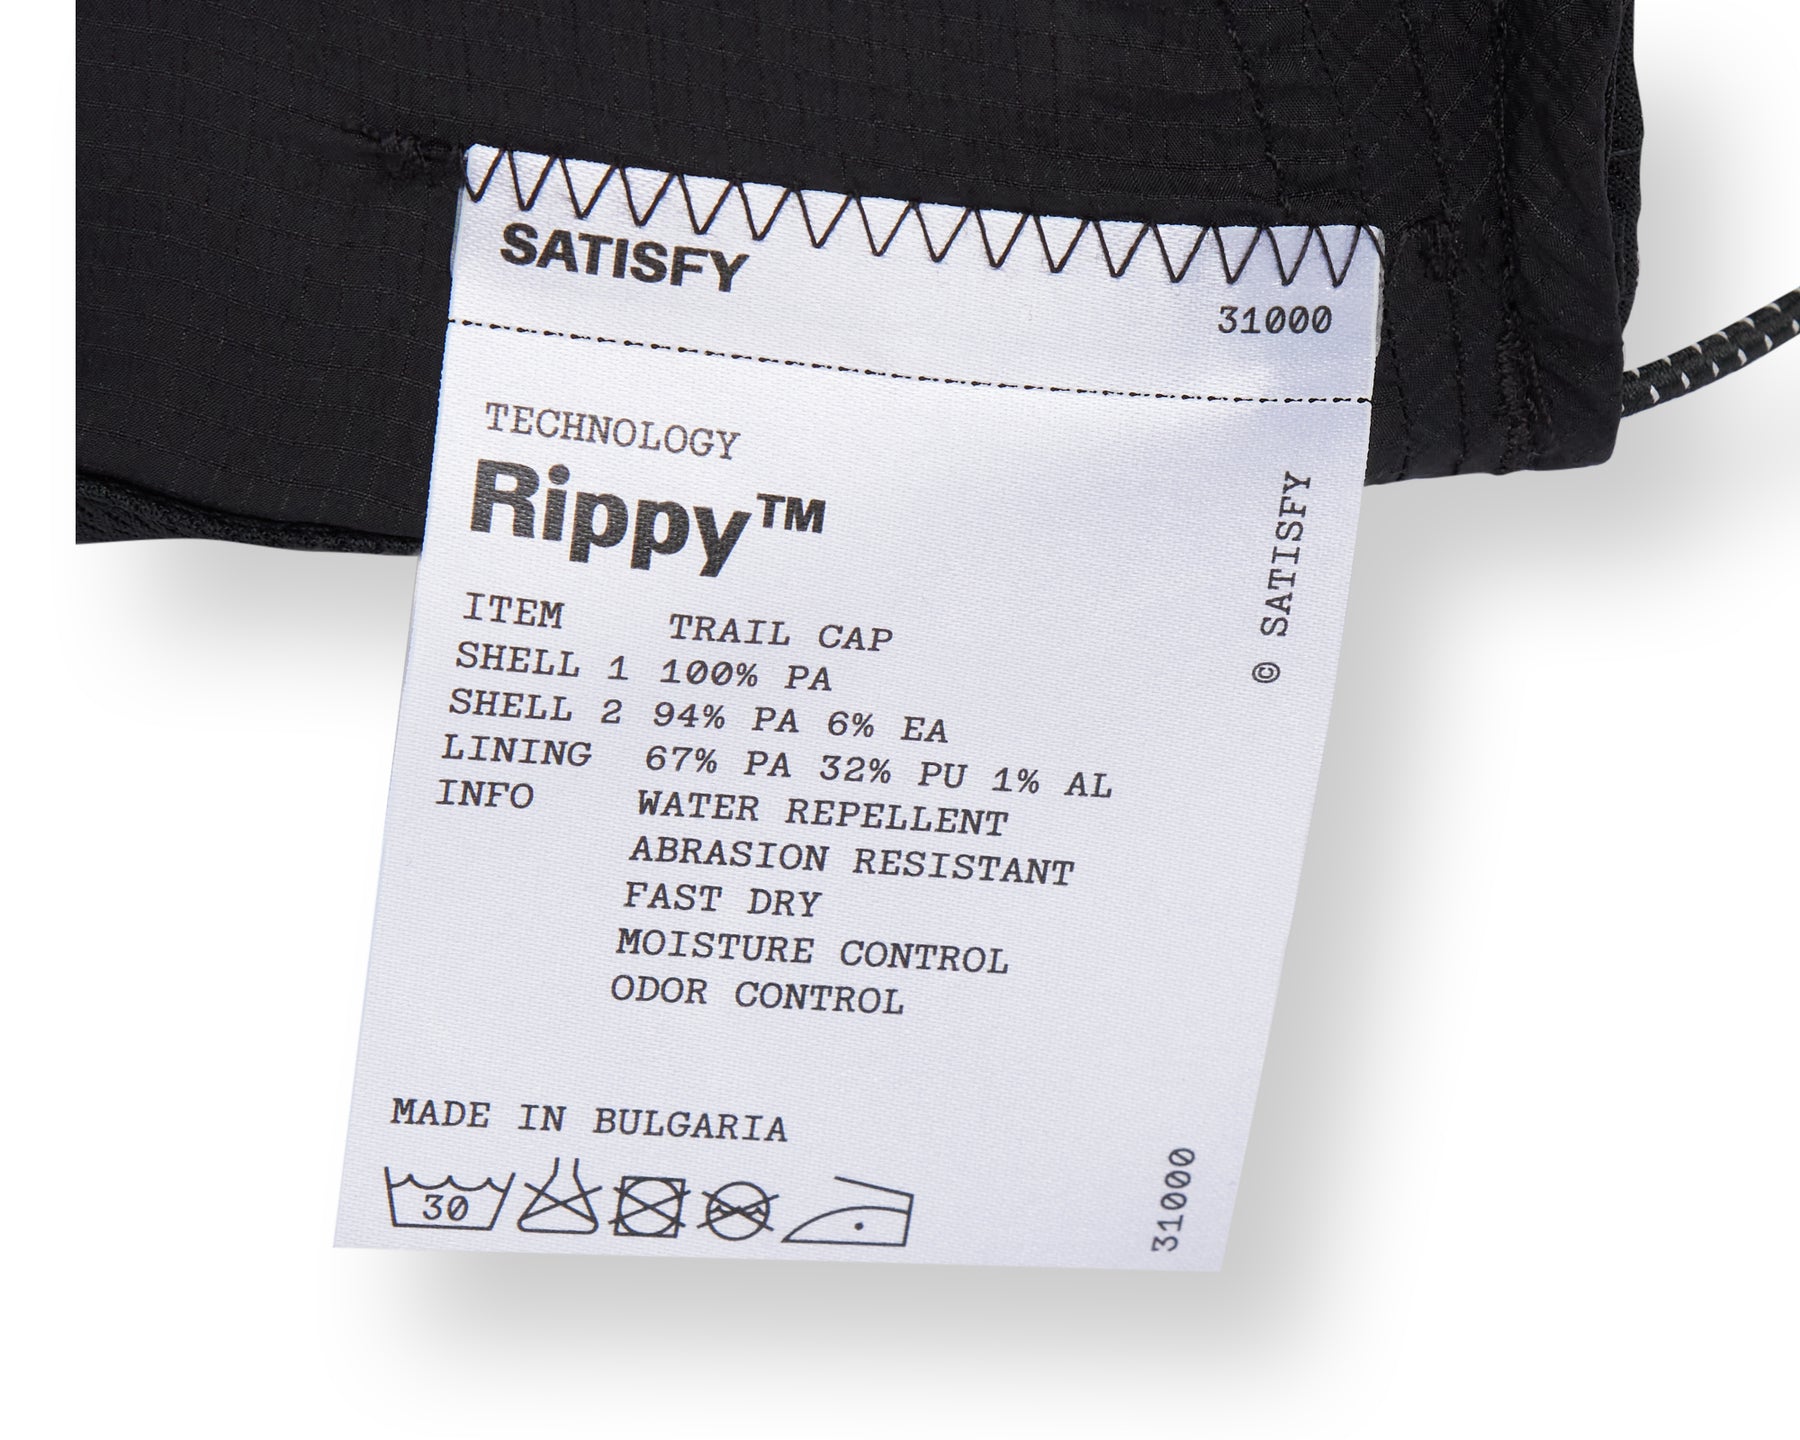 SATISFY
31000
TECHNOLOGY
Rippy™
© SATISFY
ITEM TRAIL CAP
SHELL 1 100% PA
SHELL 2 94% PA 6% EA
LINING 67% PA 32% PU 1% AL
INFO WATER REPELLENT
ABRASION RESISTANT
FAST DRY
MOISTURE CONTROL
ODOR CONTROL
MADE IN BULGARIA
30
31000